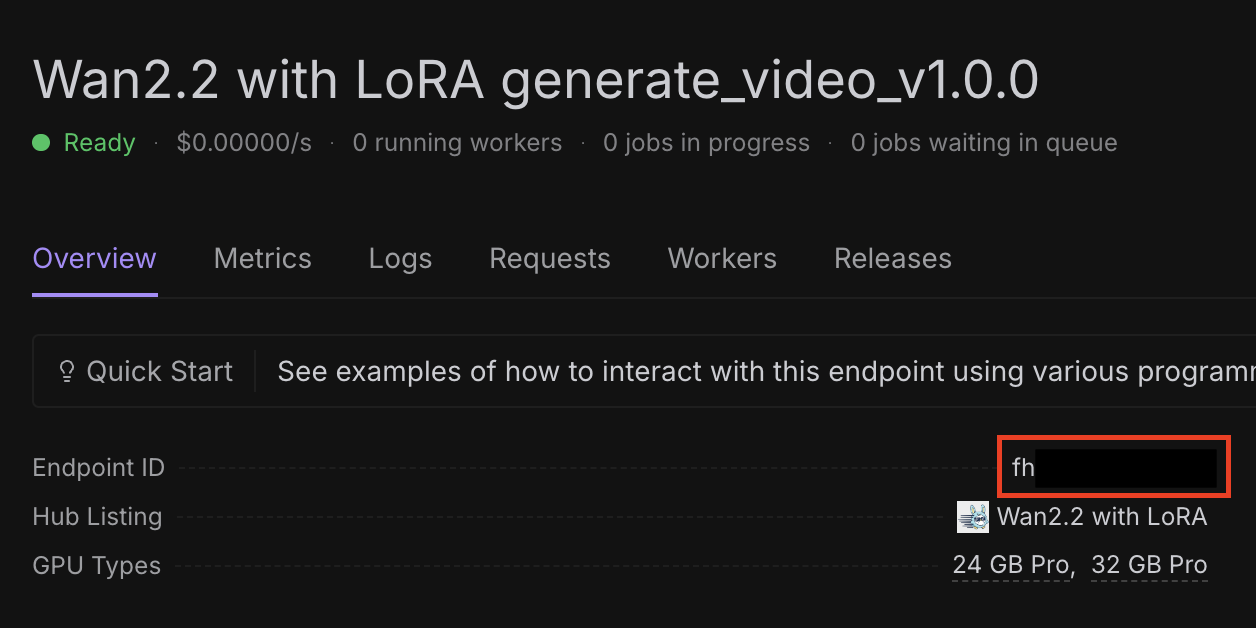 Wan2.2 with LoRA generate_video_v1.0.0
Ready · $0.00000/s · 0 running workers · 0 jobs in progress · 0 jobs waiting in queue
Overview Metrics Logs Requests Workers Releases
Quick Start See examples of how to interact with this endpoint using various programm
Endpoint ID fh
Hub Listing Wan2.2 with LoRA
GPU Types 24 GB Pro, 32 GB Pro